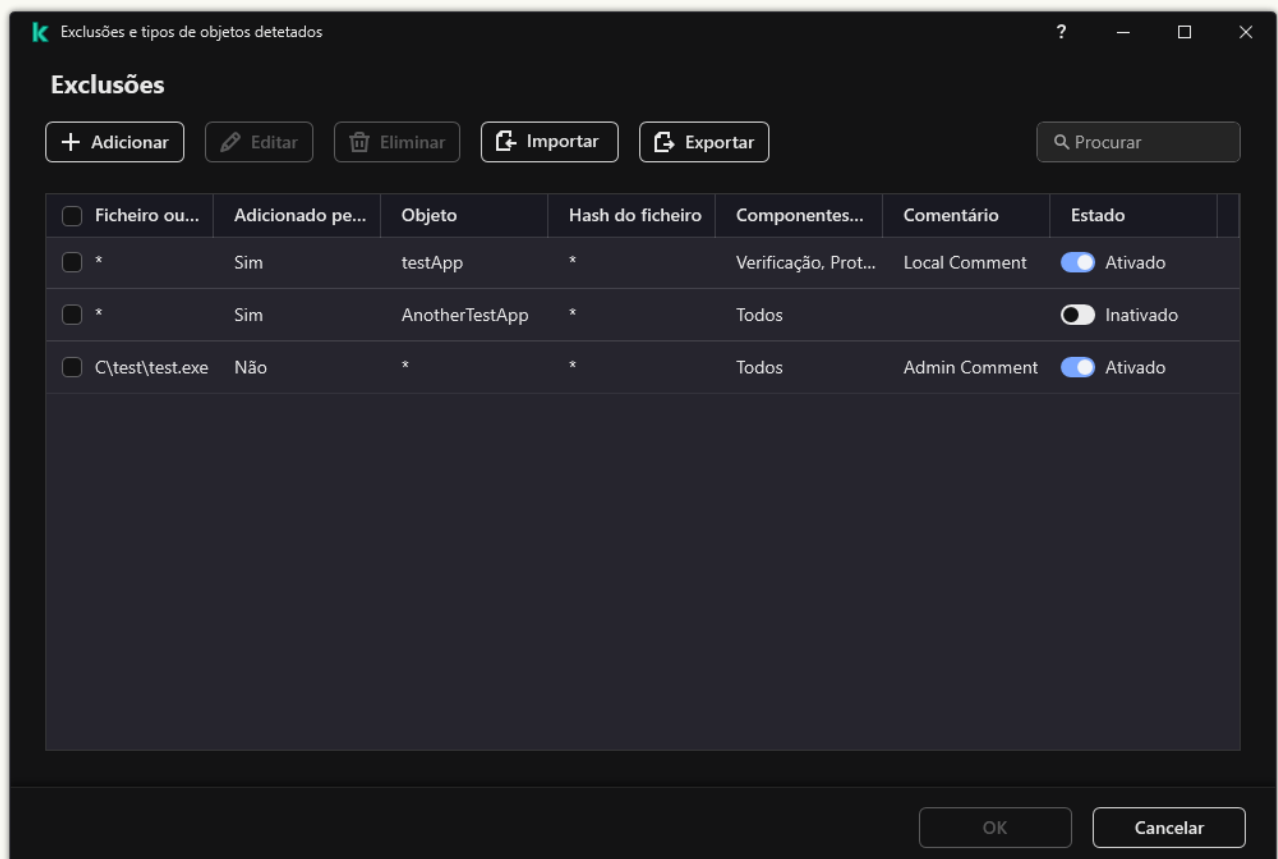 Exclusões e tipos de objetos detetados ?
Exclusões
Adicionar Editar Eliminar Importar Exportar Procurar
Ficheiro ou... Adicionado pe... Objeto Hash do ficheiro Componentes... Comentário Estado
* Sim testApp * Verificação, Prot... Local Comment Ativado
* Sim AnotherTestApp * Todos Inativado
C\test\test.exe Não * * Todos Admin Comment Ativado
OK Cancelar